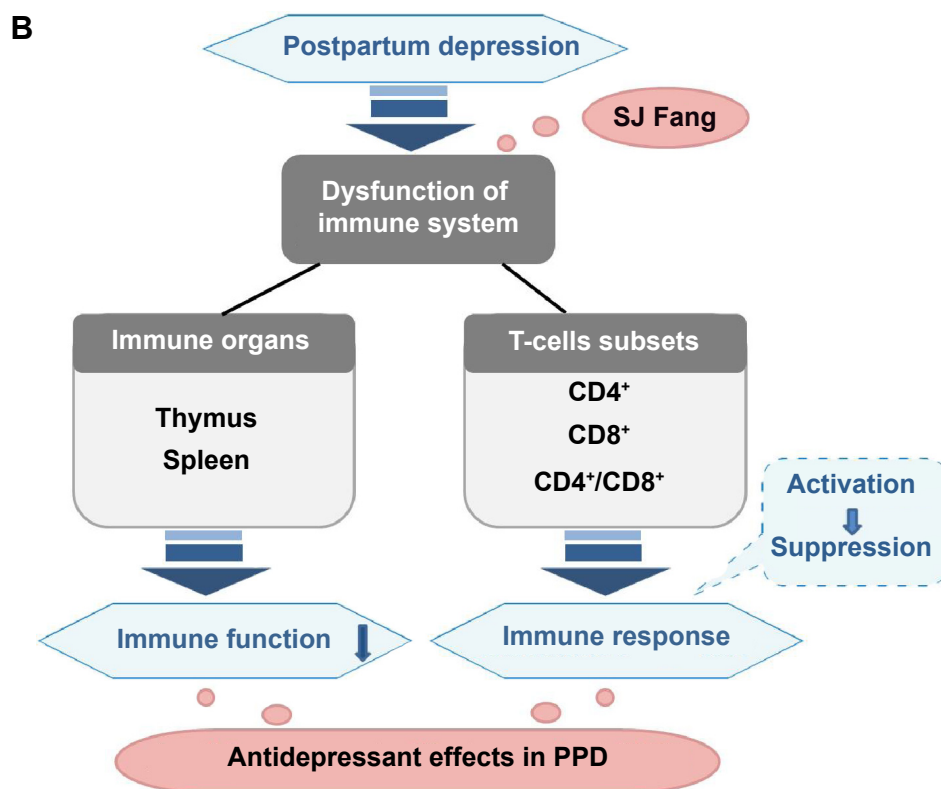 B
Postpartum depression
SJ Fang
Dysfunction of
immune system
Immune organs
Thymus
Spleen
T-cells subsets
CD4⁺
CD8⁺
CD4⁺/CD8⁺
Activation
Suppression
Immune function
Immune response
Antidepressant effects in PPD